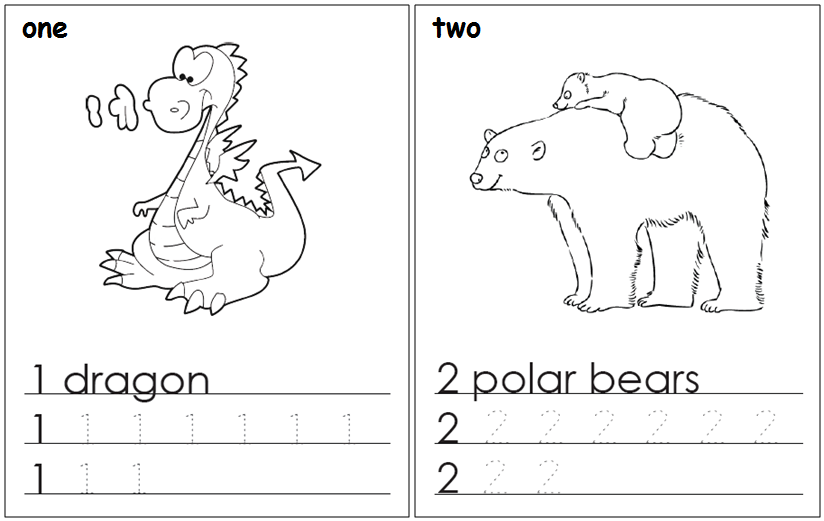 one
1 dragon
1 1 1 1 1 1 1
1 1 1
two
2 polar bears
2 2 2 2 2 2 2
2 2 2